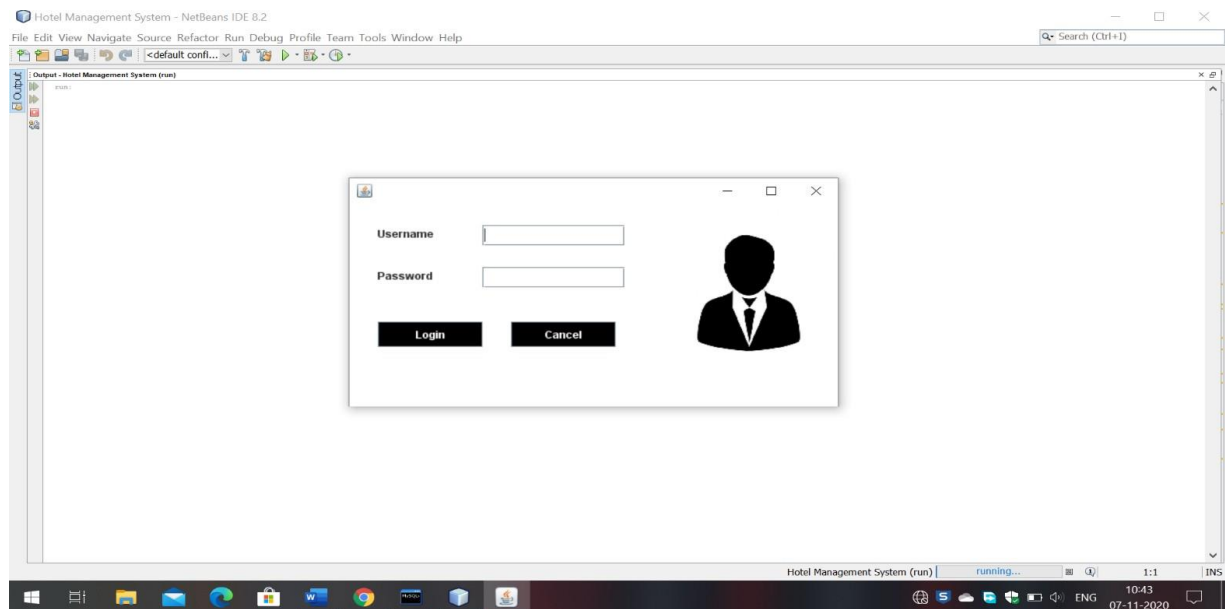 Hotel Management System - NetBeans IDE 8.2
File Edit View Navigate Source Refactor Run Debug Profile Team Tools Window Help
Search (Ctrl+I)
<default confi...
Output
Output - Hotel Management System (run)
run:
Username
Password
Login
Cancel
Hotel Management System (run)
running...
1:1
INS
ENG
10:43
07-11-2020